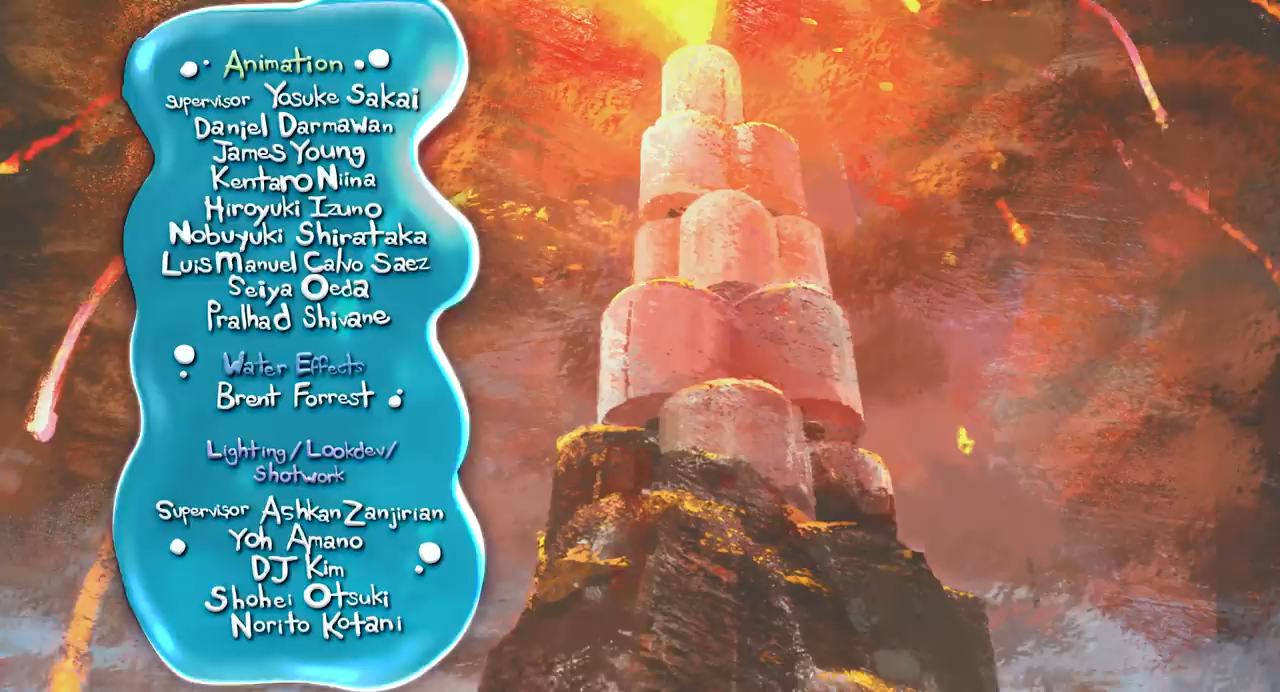 Animation
Supervisor Yosuke Sakai
Daniel Darmawan
James Young
Kentaro Niina
Hiroyuki Izuno
Nobuyuki Shirataka
Luis Manuel Calvo Saez
Seiya Oeda
Pralhad Shivane
Water Effects
Brent Forrest
Lighting/Lookdev/
Shotwork
Supervisor Ashkan Zanjirian
Yoh Amano
DJ Kim
Shohei Otsuki
Norito Kotani